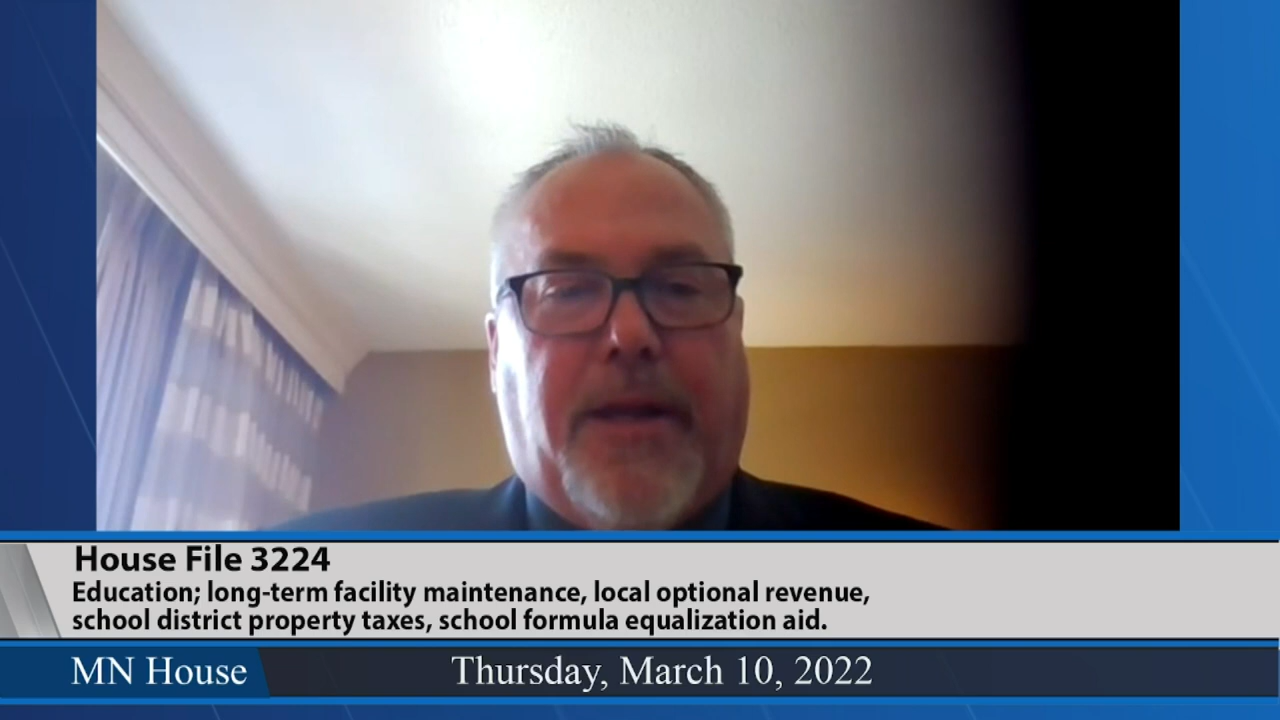 House File 3224
Education; long-term facility maintenance, local optional revenue,
school district property taxes, school formula equalization aid.
MN House
Thursday, March 10, 2022